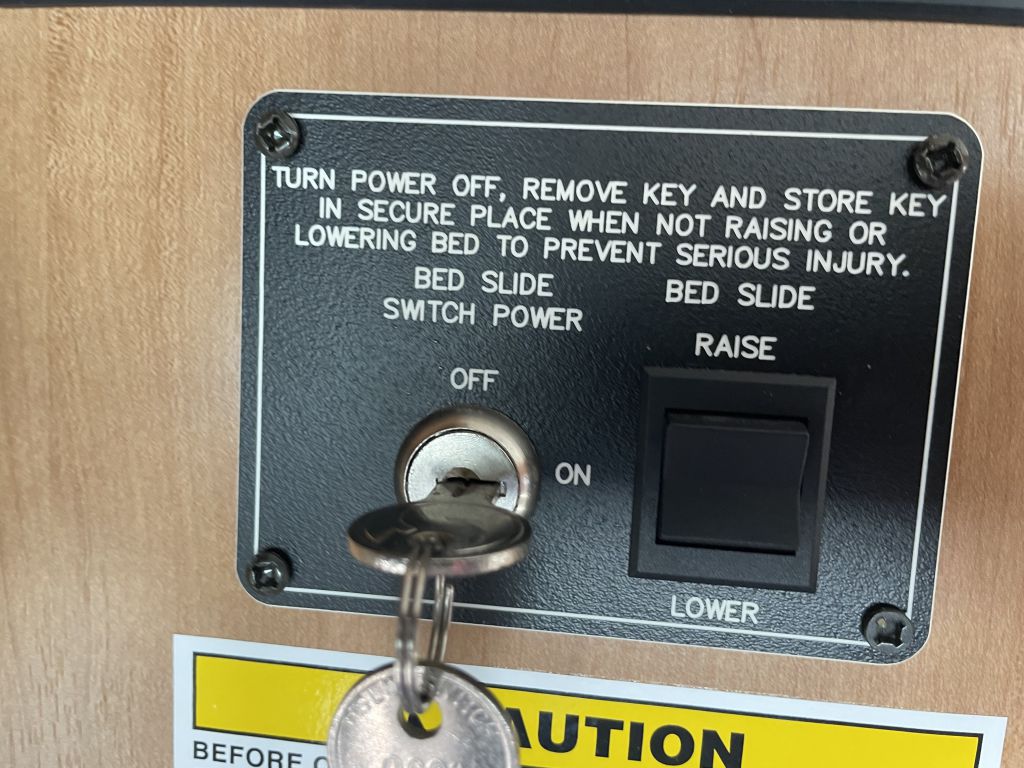 TURN POWER OFF, REMOVE KEY AND STORE KEY
IN SECURE PLACE WHEN NOT RAISING OR
LOWERING BED TO PREVENT SERIOUS INJURY.
BED SLIDE
SWITCH POWER
BED SLIDE
RAISE
OFF
ON
LOWER
AUTION
BEFORE